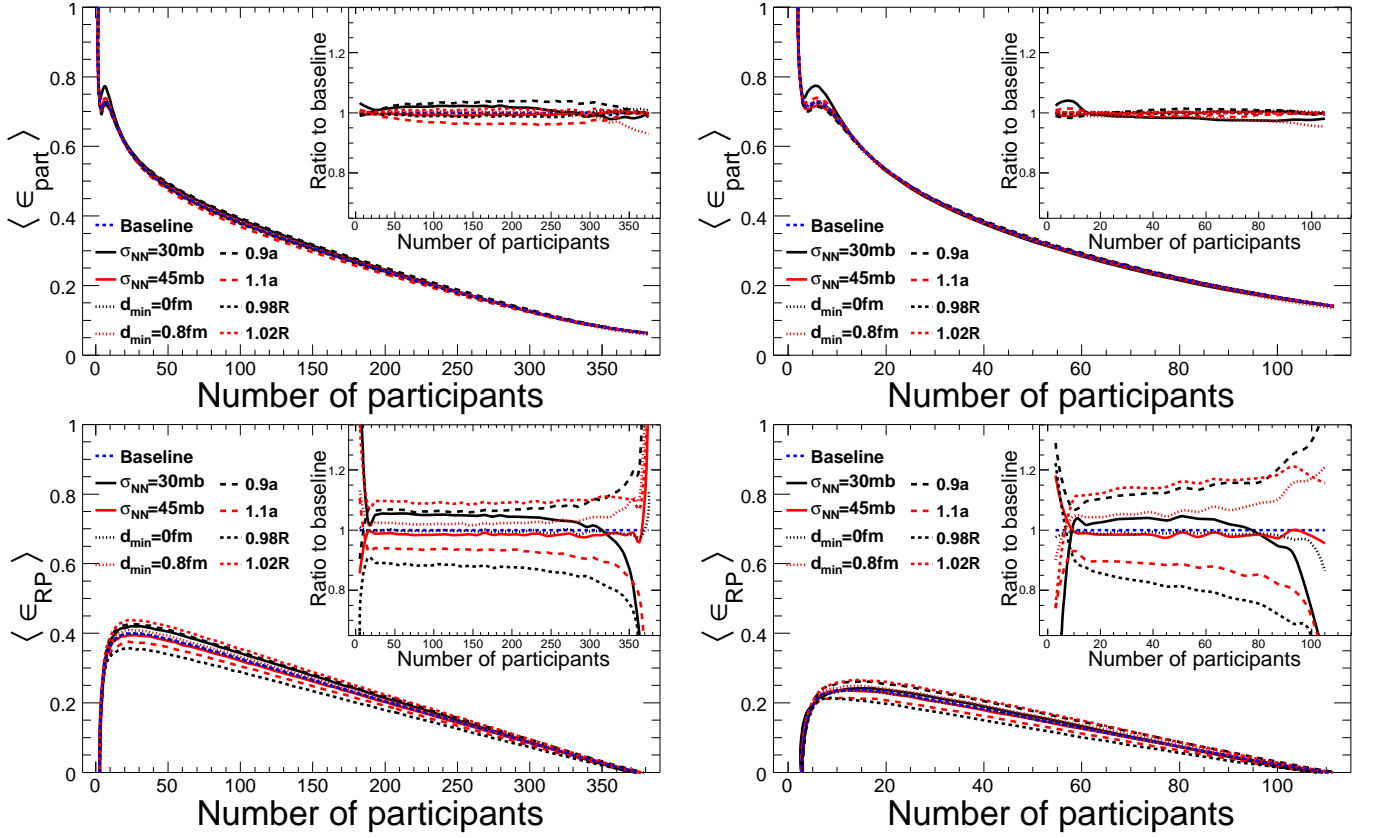 1
0.8
0.6
0.4
0.2
0
⟨ ϵpart ⟩
0 50 100 150 200 250 300 350
Number of participants
Baseline
σNN=30mb 0.9a
σNN=45mb 1.1a
dmin=0fm 0.98R
dmin=0.8fm 1.02R
Ratio to baseline
1.2
1
0.8
0 50 100 150 200 250 300 350
Number of participants
1
0.8
0.6
0.4
0.2
0
⟨ ϵpart ⟩
0 20 40 60 80 100
Number of participants
Baseline
σNN=30mb 0.9a
σNN=45mb 1.1a
dmin=0fm 0.98R
dmin=0.8fm 1.02R
Ratio to baseline
1.2
1
0.8
0 20 40 60 80 100
Number of participants
1
0.8
0.6
0.4
0.2
0
⟨ ϵRP ⟩
0 50 100 150 200 250 300 350
Number of participants
Baseline
σNN=30mb 0.9a
σNN=45mb 1.1a
dmin=0fm 0.98R
dmin=0.8fm 1.02R
Ratio to baseline
1.2
1
0.8
0 50 100 150 200 250 300 350
Number of participants
1
0.8
0.6
0.4
0.2
0
⟨ ϵRP ⟩
0 20 40 60 80 100
Number of participants
Baseline
σNN=30mb 0.9a
σNN=45mb 1.1a
dmin=0fm 0.98R
dmin=0.8fm 1.02R
Ratio to baseline
1.2
1
0.8
0 20 40 60 80 100
Number of participants